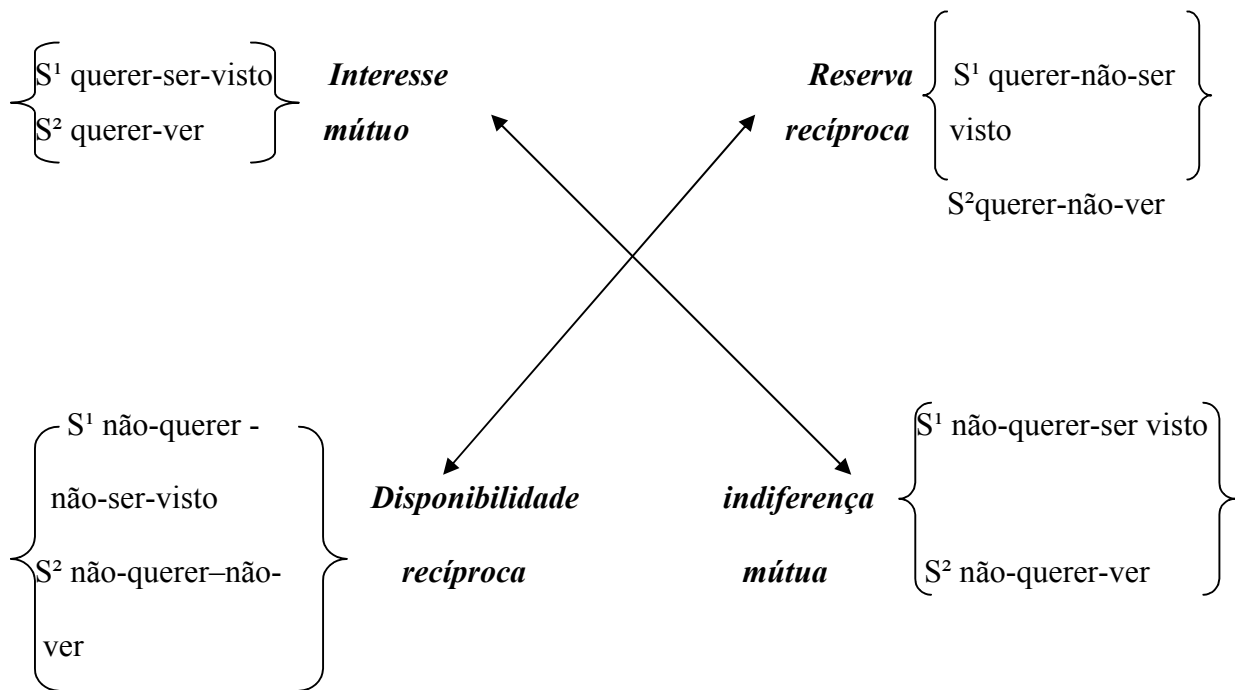 S¹ querer-ser-visto
S² querer-ver
Interesse
mútuo
Reserva
recíproca
S¹ querer-não-ser
visto
S²querer-não-ver
S¹ não-querer -
não-ser-visto
S² não-querer–não-
ver
Disponibilidade
recíproca
indiferença
mútua
S¹ não-querer-ser visto
S² não-querer-ver